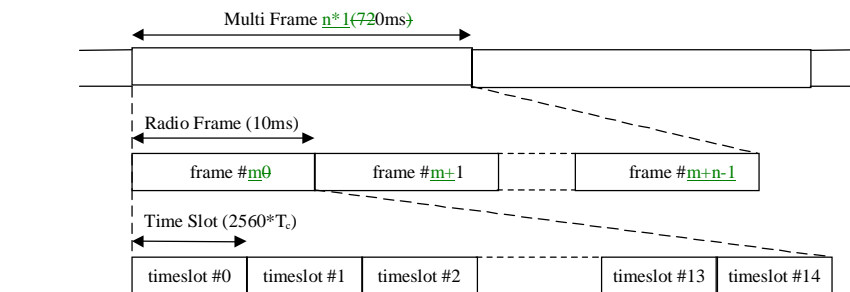 Multi Frame n*1(720ms)
Radio Frame (10ms)
frame #m0 frame #m+1 frame #m+n-1
Time Slot (2560*Tc)
timeslot #0 timeslot #1 timeslot #2 timeslot #13 timeslot #14